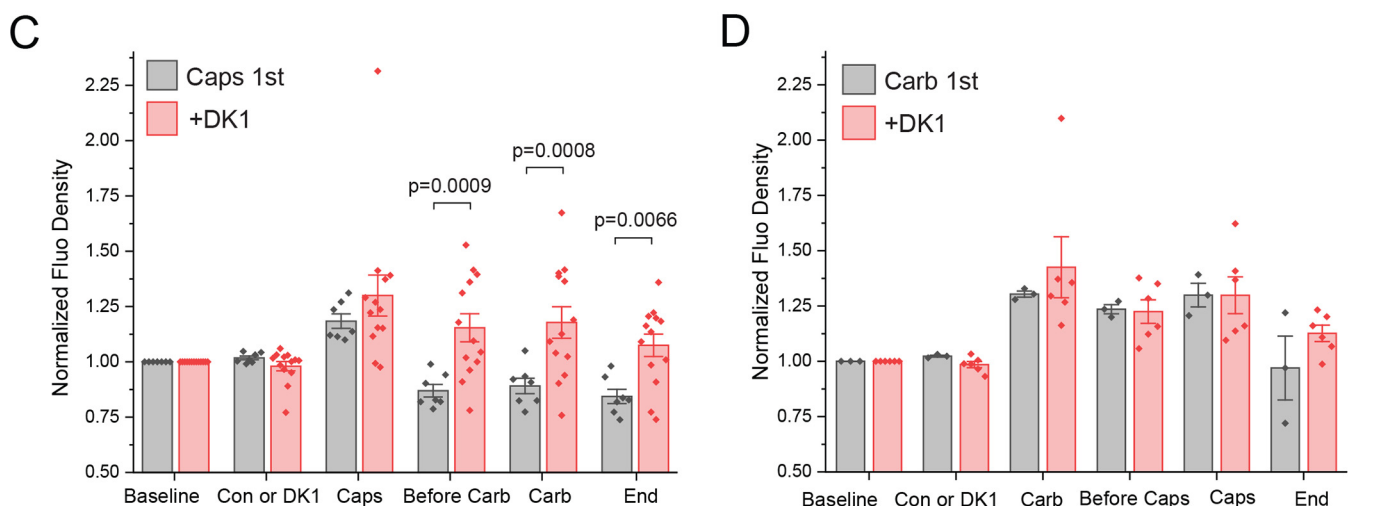 C
Caps 1st
+DK1
Normalized Fluo Density
2.25
2.00
1.75
1.50
1.25
1.00
0.75
0.50
p=0.0009
p=0.0008
p=0.0066
Baseline Con or DK1 Caps Before Carb Carb End
D
Carb 1st
+DK1
Normalized Fluo Density
2.25
2.00
1.75
1.50
1.25
1.00
0.75
0.50
Baseline Con or DK1 Carb Before Caps Caps End